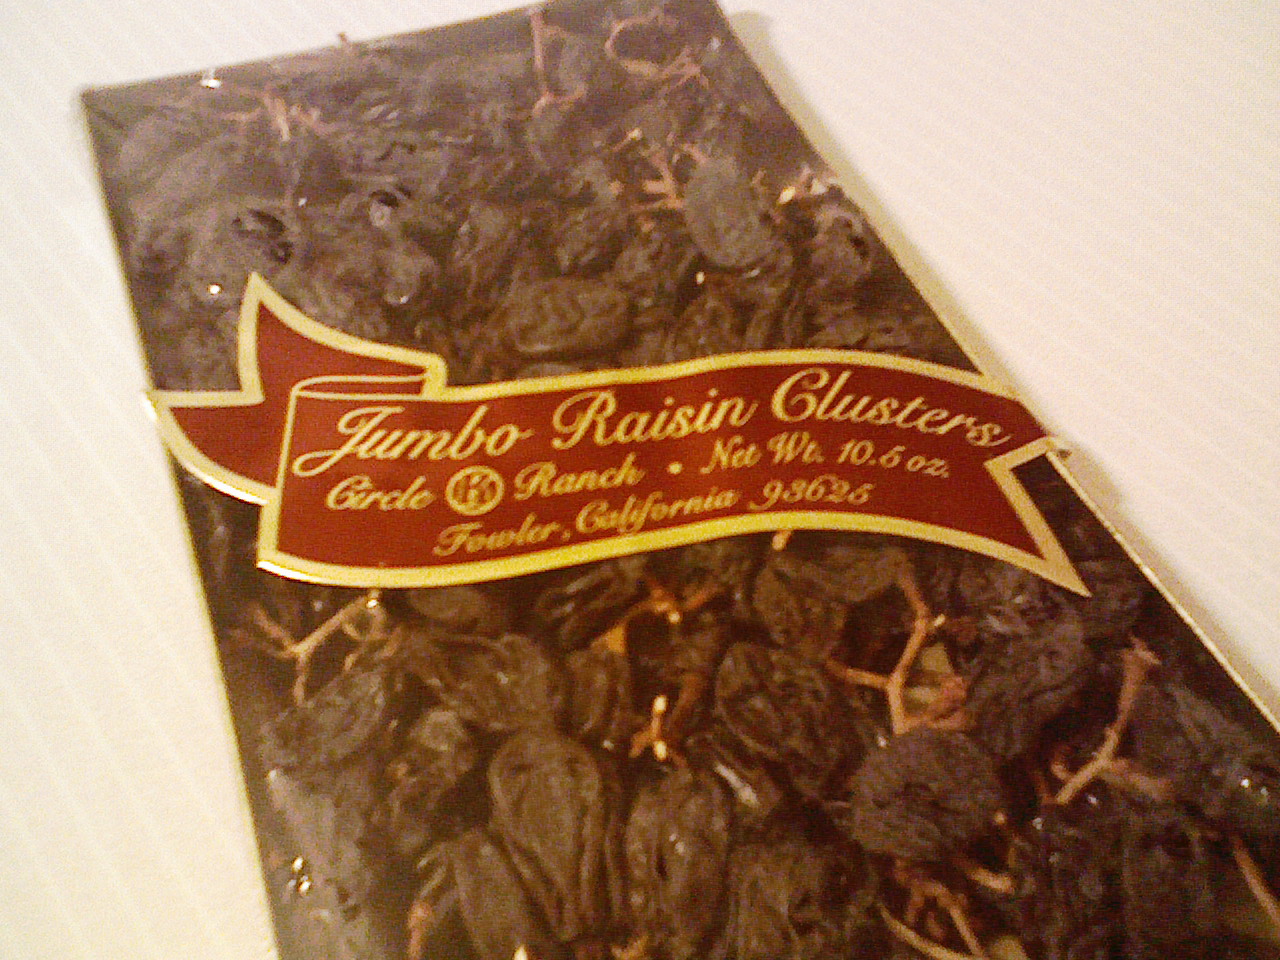 Jumbo Raisin Clusters
Circle K Ranch • Net Wt. 10.5 oz.
Fowler, California 93625